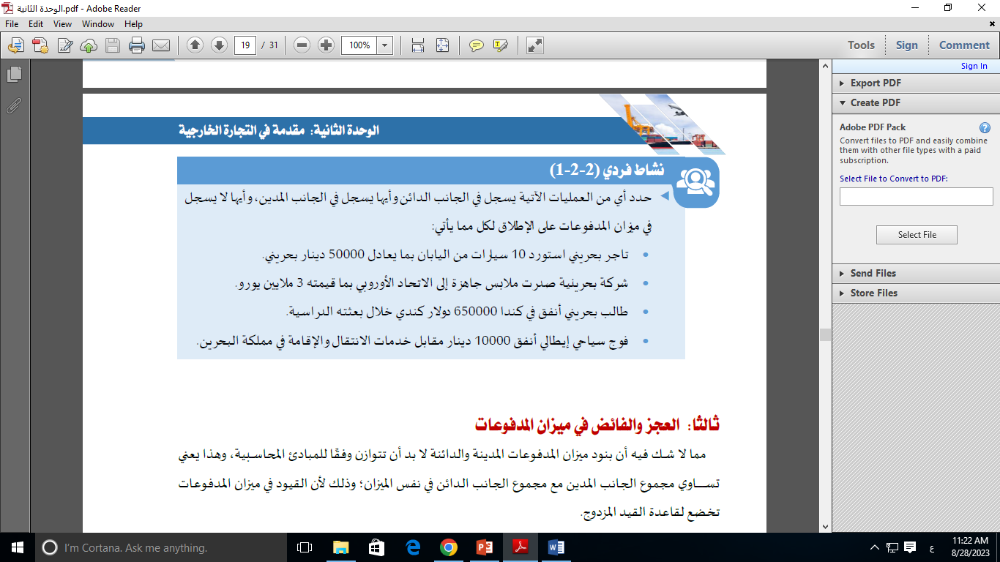 الوحدة الثانية.pdf - Adobe Reader
File Edit View Window Help
19 / 31 100% Tools Sign Comment
Sign In
Export PDF
Create PDF
Adobe PDF Pack
Convert files to PDF and easily combine
them with other file types with a paid
subscription.
Select File to Convert to PDF:
Select File
Send Files
Store Files
الوحدة الثانية: مقدمة في التجارة الخارجية
نشاط فردي (2-2-1)
حدد أي من العمليات الآتية يسجل في الجانب الدائن وأيها يسجل في الجانب المدين، وأيها لا يسجل
في ميزان المدفوعات على الإطلاق لكل مما يأتي:
• تاجر بحريني استورد 10 سيارات من اليابان بما يعادل 50000 دينار بحريني.
• شركة بحرينية صدرت ملابس جاهزة إلى الاتحاد الأوروبي بما قيمته 3 ملايين يورو.
• طالب بحريني أنفق في كندا 650000 دولار كندي خلال بعثته الدراسية.
• فوج سياحي إيطالي أنفق 10000 دينار مقابل خدمات الانتقال والإقامة في مملكة البحرين.
ثالثًا: العجز والفائض في ميزان المدفوعات
مما لا شك فيه أن بنود ميزان المدفوعات المدينة والدائنة لا بد أن تتوازن وفقًا للمبادئ المحاسبية، وهذا يعني
تساوي مجموع الجانب المدين مع مجموع الجانب الدائن في نفس الميزان؛ وذلك لأن القيود في ميزان المدفوعات
تخضع لقاعدة القيد المزدوج.
I'm Cortana. Ask me anything.
ع
11:22 AM
8/28/2023